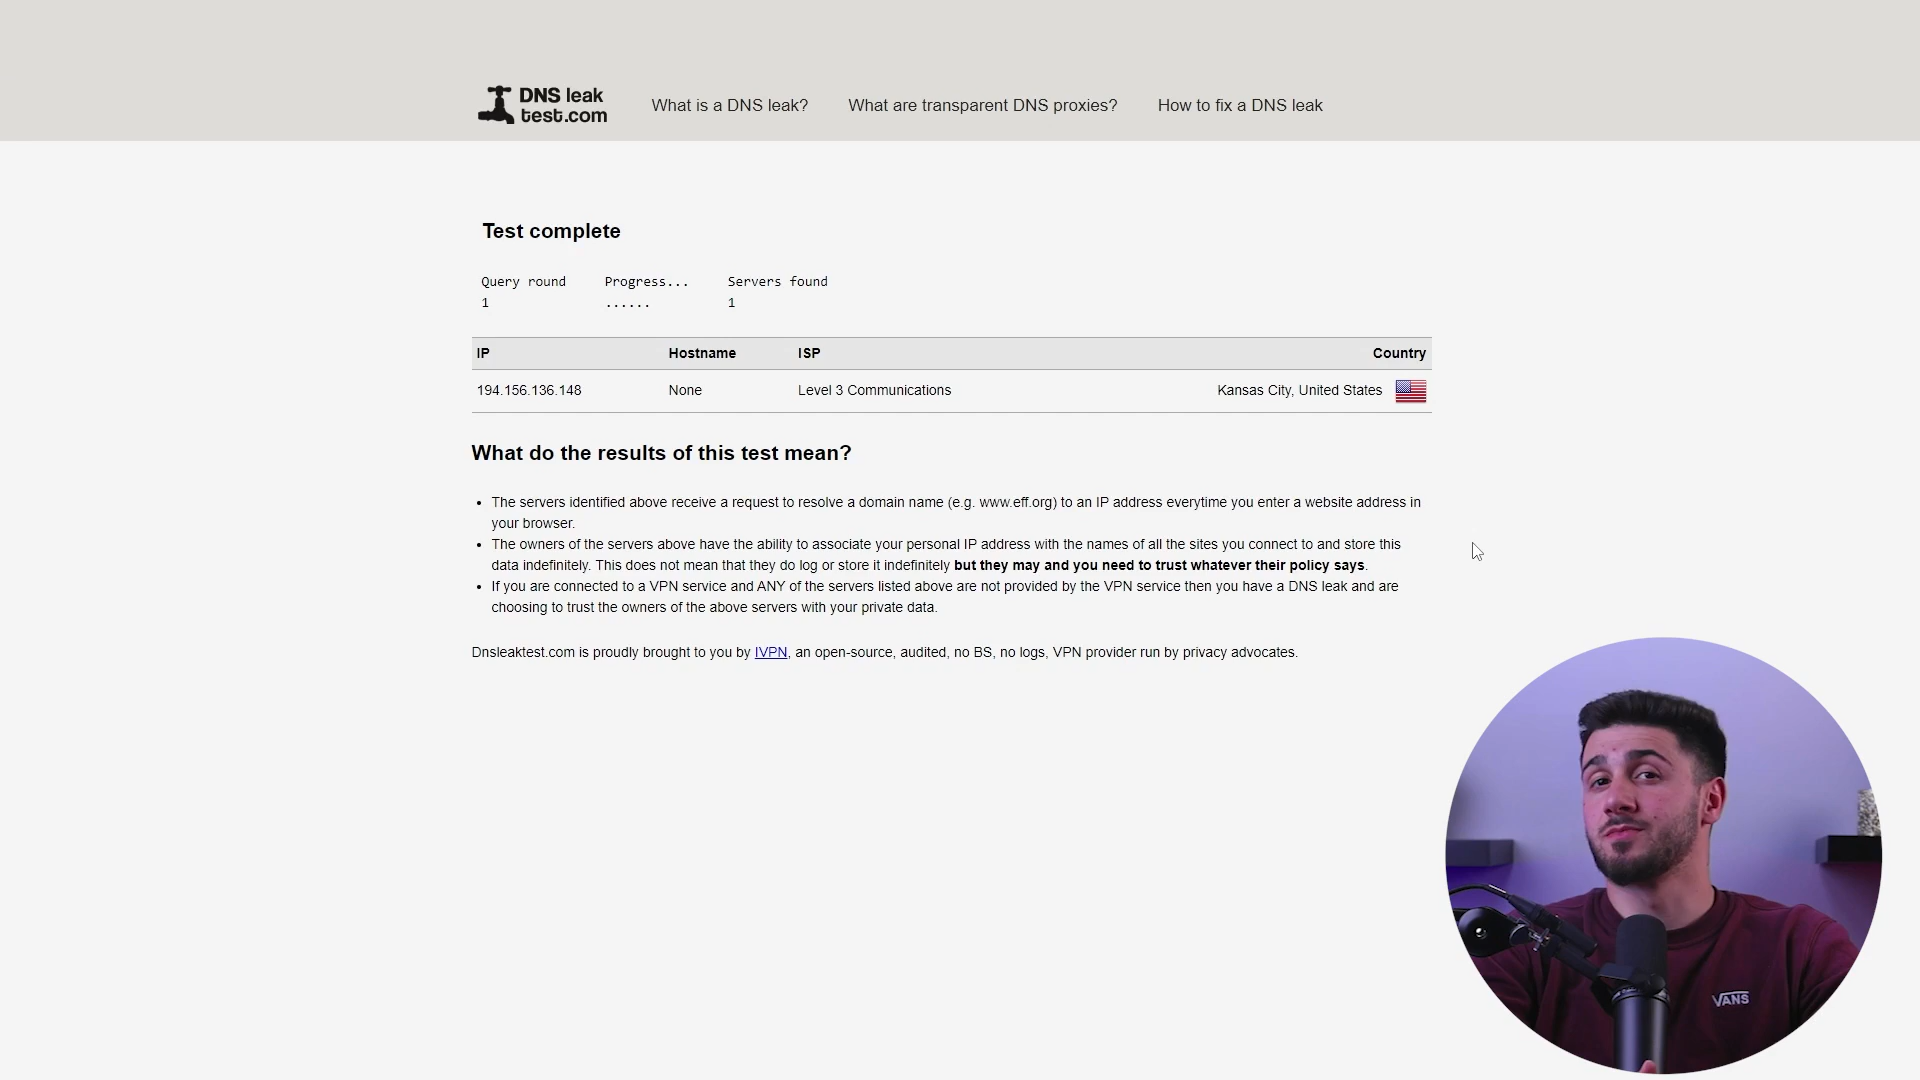 DNS leak
test.com
What is a DNS leak? What are transparent DNS proxies? How to fix a DNS leak
Test complete
Query round Progress... Servers found
1 ...... 1
IP Hostname ISP Country
194.156.136.148 None Level 3 Communications Kansas City, United States
What do the results of this test mean?
• The servers identified above receive a request to resolve a domain name (e.g. www.eff.org) to an IP address everytime you enter a website address in
your browser.
• The owners of the servers above have the ability to associate your personal IP address with the names of all the sites you connect to and store this
data indefinitely. This does not mean that they do log or store it indefinitely but they may and you need to trust whatever their policy says.
• If you are connected to a VPN service and ANY of the servers listed above are not provided by the VPN service then you have a DNS leak and are
choosing to trust the owners of the above servers with your private data.
Dnsleaktest.com is proudly brought to you by IVPN, an open-source, audited, no BS, no logs, VPN provider run by privacy advocates.
VANS